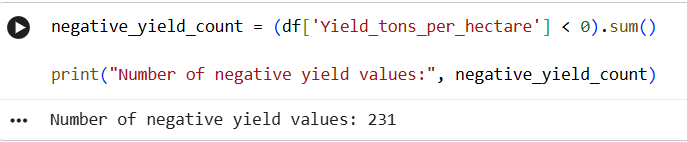 negative_yield_count = (df['Yield_tons_per_hectare'] < 0).sum()
print("Number of negative yield values:", negative_yield_count)
Number of negative yield values: 231